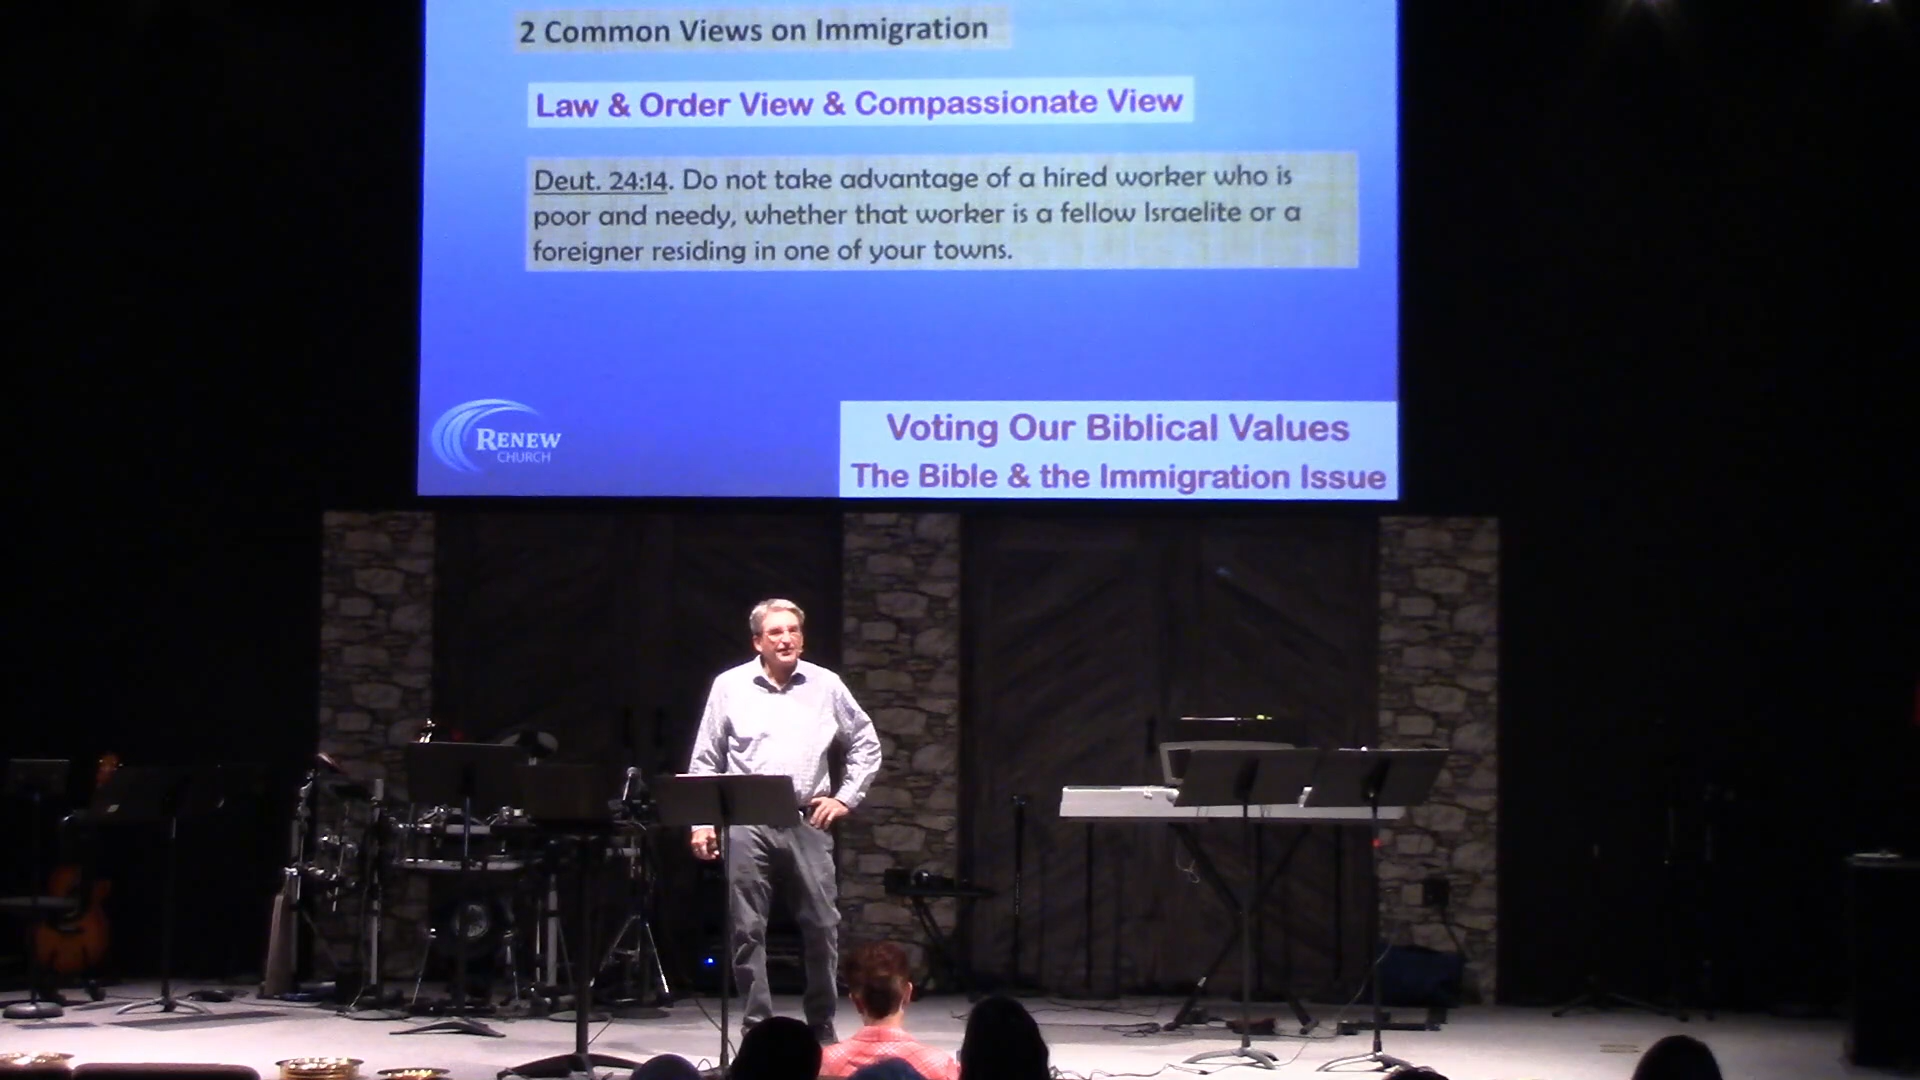 2 Common Views on Immigration
Law & Order View & Compassionate View
Deut. 24:14. Do not take advantage of a hired worker who is
poor and needy, whether that worker is a fellow Israelite or a
foreigner residing in one of your towns.
RENEW
CHURCH
Voting Our Biblical Values
The Bible & the Immigration Issue